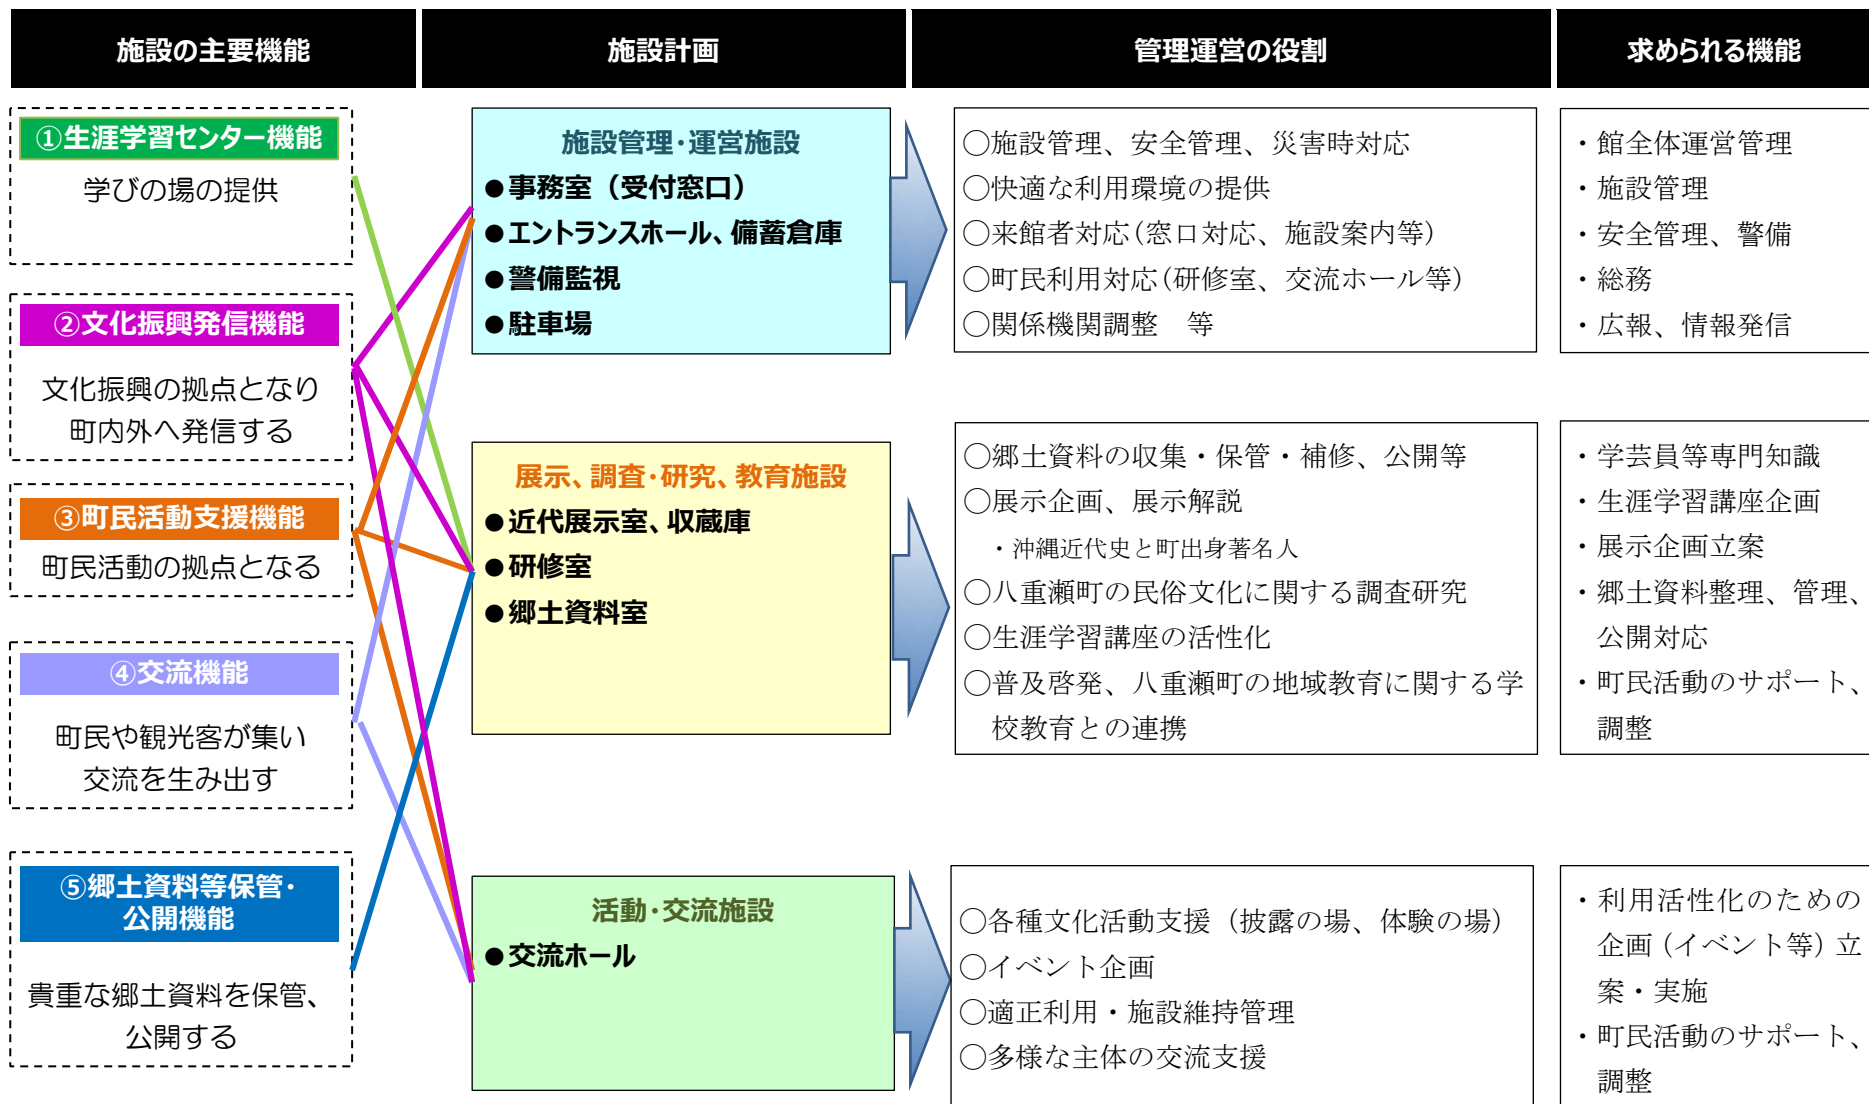 施設の主要機能
施設計画
管理運営の役割
求められる機能
①生涯学習センター機能
学びの場の提供
②文化振興発信機能
文化振興の拠点となり
町内外へ発信する
③町民活動支援機能
町民活動の拠点となる
④交流機能
町民や観光客が集い
交流を生み出す
⑤郷土資料等保管・
公開機能
貴重な郷土資料を保管、
公開する
施設管理・運営施設
●事務室（受付窓口）
●エントランスホール、備蓄倉庫
●警備監視
●駐車場
展示、調査・研究、教育施設
●近代展示室、収蔵庫
●研修室
●郷土資料室
活動・交流施設
●交流ホール
○施設管理、安全管理、災害時対応
○快適な利用環境の提供
○来館者対応（窓口対応、施設案内等）
○町民利用対応（研修室、交流ホール等）
○関係機関調整　等
○郷土資料の収集・保管・補修、公開等
○展示企画、展示解説
・沖縄近代史と町出身著名人
○八重瀬町の民俗文化に関する調査研究
○生涯学習講座の活性化
○普及啓発、八重瀬町の地域教育に関する学
校教育との連携
○各種文化活動支援（披露の場、体験の場）
○イベント企画
○適正利用・施設維持管理
○多様な主体の交流支援
・館全体運営管理
・施設管理
・安全管理、警備
・総務
・広報、情報発信
・学芸員等専門知識
・生涯学習講座企画
・展示企画立案
・郷土資料整理、管理、
公開対応
・町民活動のサポート、
調整
・利用活性化のための
企画（イベント等）立
案・実施
・町民活動のサポート、
調整